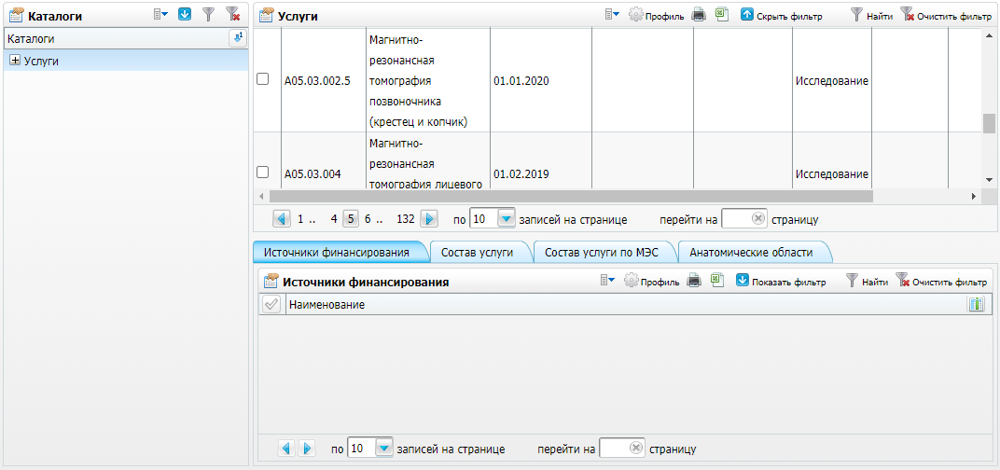 Каталоги
Каталоги
Услуги
Услуги
Профиль
Скрыть фильтр
Найти
Очистить фильтр
A05.03.002.5
Магнитно-
резонансная
томография
позвоночника
(крестец и копчик)
01.01.2020
Исследование
A05.03.004
Магнитно-
резонансная
томография лицевого
01.02.2019
Исследование
1 .. 4 5 6 .. 132 по 10 записей на странице перейти на страницу
Источники финансирования
Состав услуги
Состав услуги по МЭС
Анатомические области
Источники финансирования
Профиль
Показать фильтр
Найти
Очистить фильтр
Наименование
по 10 записей на странице перейти на страницу